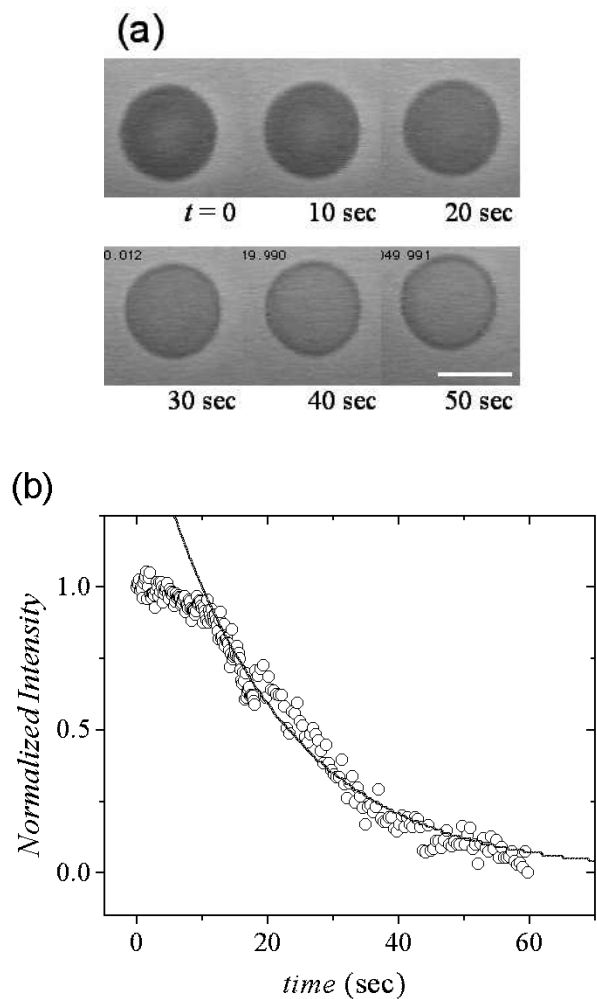 (a)
t = 0 10 sec 20 sec
0.012 19.990 049.991
30 sec 40 sec 50 sec
(b)
Normalized Intensity
1.0
0.5
0.0
0 20 40 60
time (sec)